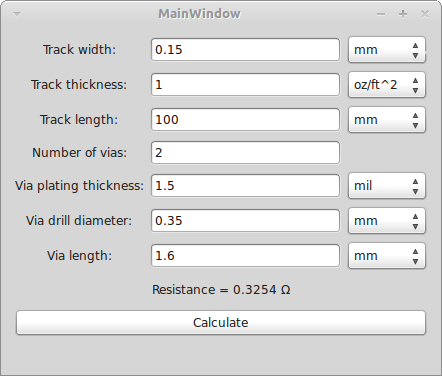 MainWindow
Track width: 0.15 mm
Track thickness: 1 oz/ft^2
Track length: 100 mm
Number of vias: 2
Via plating thickness: 1.5 mil
Via drill diameter: 0.35 mm
Via length: 1.6 mm
Resistance = 0.3254 Ω
Calculate